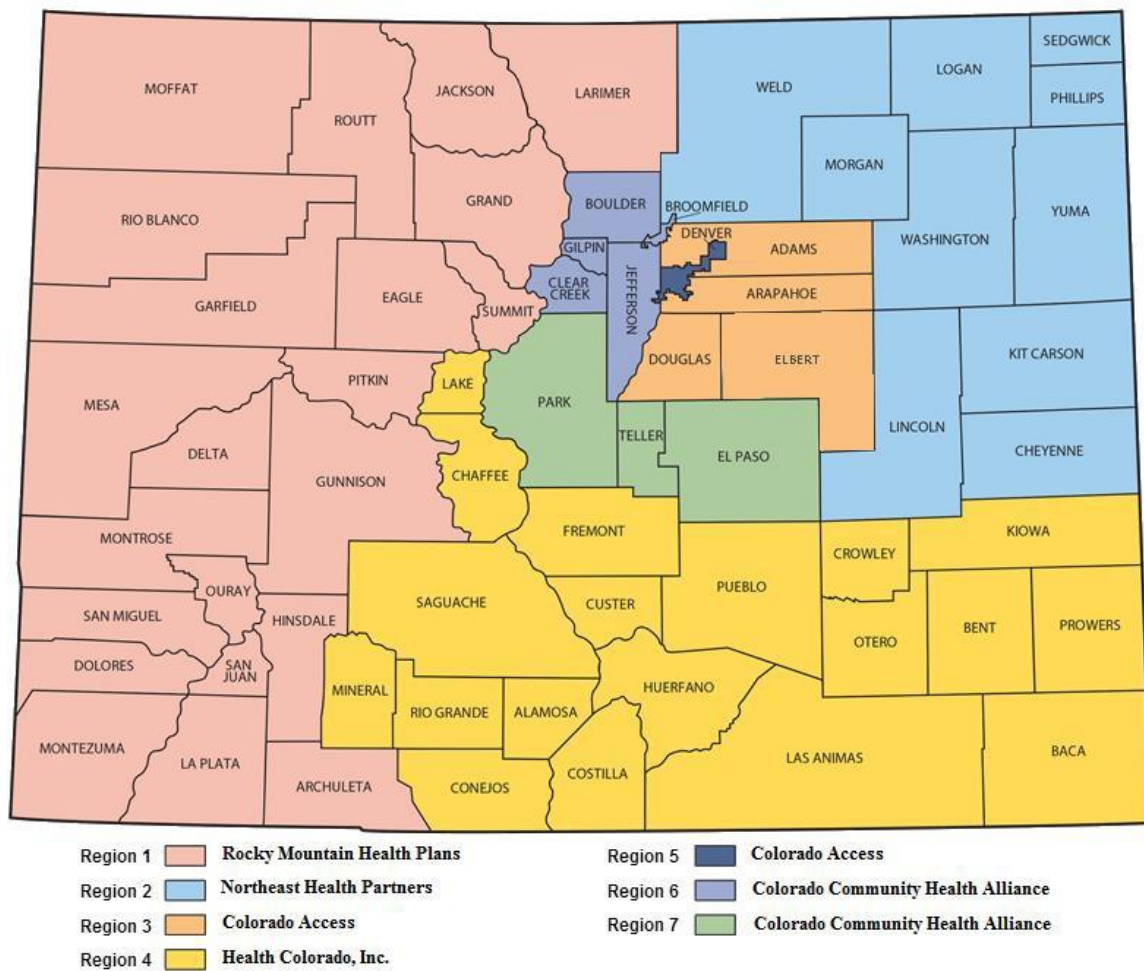 SEDGWICK
LOGAN
MOFFAT
JACKSON
LARIMER
WELD
PHILLIPS
ROUTT
MORGAN
GRAND
BOULDER
BROOMFIELD
RIO BLANCO
YUMA
DENVER
GILPIN
ADAMS
WASHINGTON
JEFFERSON
CLEAR
CREEK
EAGLE
ARAPAHOE
GARFIELD
SUMMIT
KIT CARSON
DOUGLAS
ELBERT
PITKIN
LAKE
PARK
MESA
LINCOLN
TELLER
DELTA
EL PASO
CHEYENNE
CHAFFEE
GUNNISON
FREMONT
KIOWA
MONTROSE
CROWLEY
PUEBLO
OURAY
SAGUACHE
CUSTER
SAN MIGUEL
HINSDALE
OTERO
BENT
PROWERS
DOLORES
SAN
JUAN
MINERAL
HUERFANO
RIO GRANDE
ALAMOSA
MONTEZUMA
LA PLATA
LAS ANIMAS
BACA
COSTILLA
ARCHULETA
CONEJOS
Region 1 Rocky Mountain Health Plans
Region 2 Northeast Health Partners
Region 3 Colorado Access
Region 4 Health Colorado, Inc.
Region 5 Colorado Access
Region 6 Colorado Community Health Alliance
Region 7 Colorado Community Health Alliance